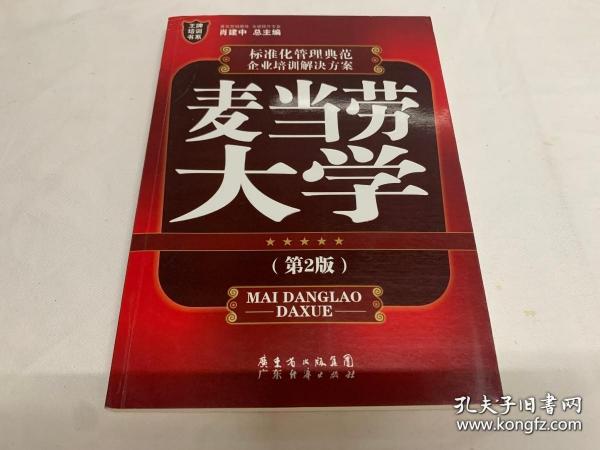 王牌
培训
书系
肖建中 总主编
标准化管理典范
企业培训解决方案
麦当劳
大学
★★★★★
(第2版)
MAI DANGLAO
DAXUE
广东省出版集团
广东经济出版社
孔夫子旧书网
www.kongfz.com